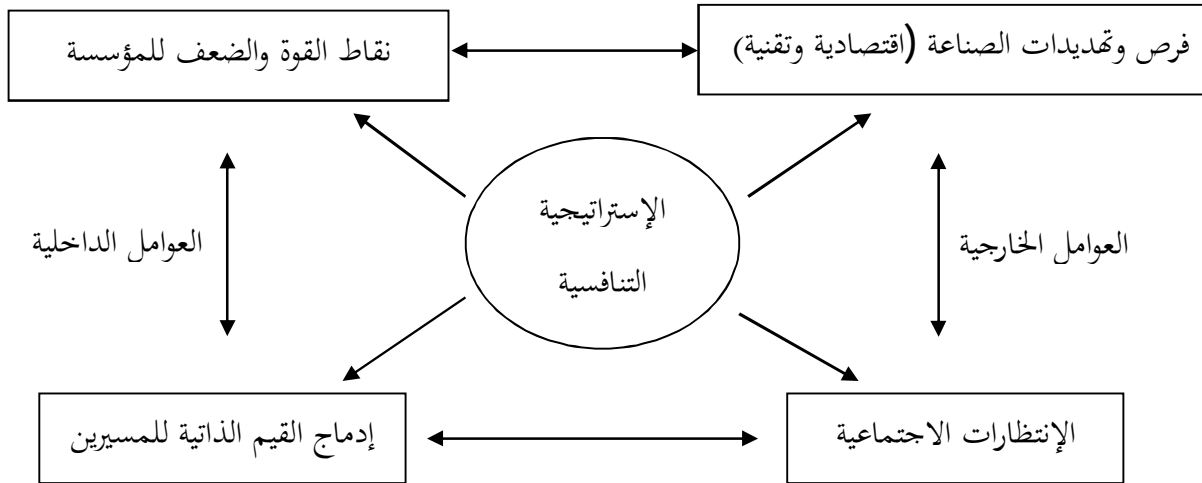 فرص وتهديدات الصناعة (اقتصادية وتقنية)
نقاط القوة والضعف للمؤسسة
الإستراتيجية
التنافسية
العوامل الخارجية
العوامل الداخلية
الإنتظارات الاجتماعية
إدماج القيم الذاتية للمسيرين